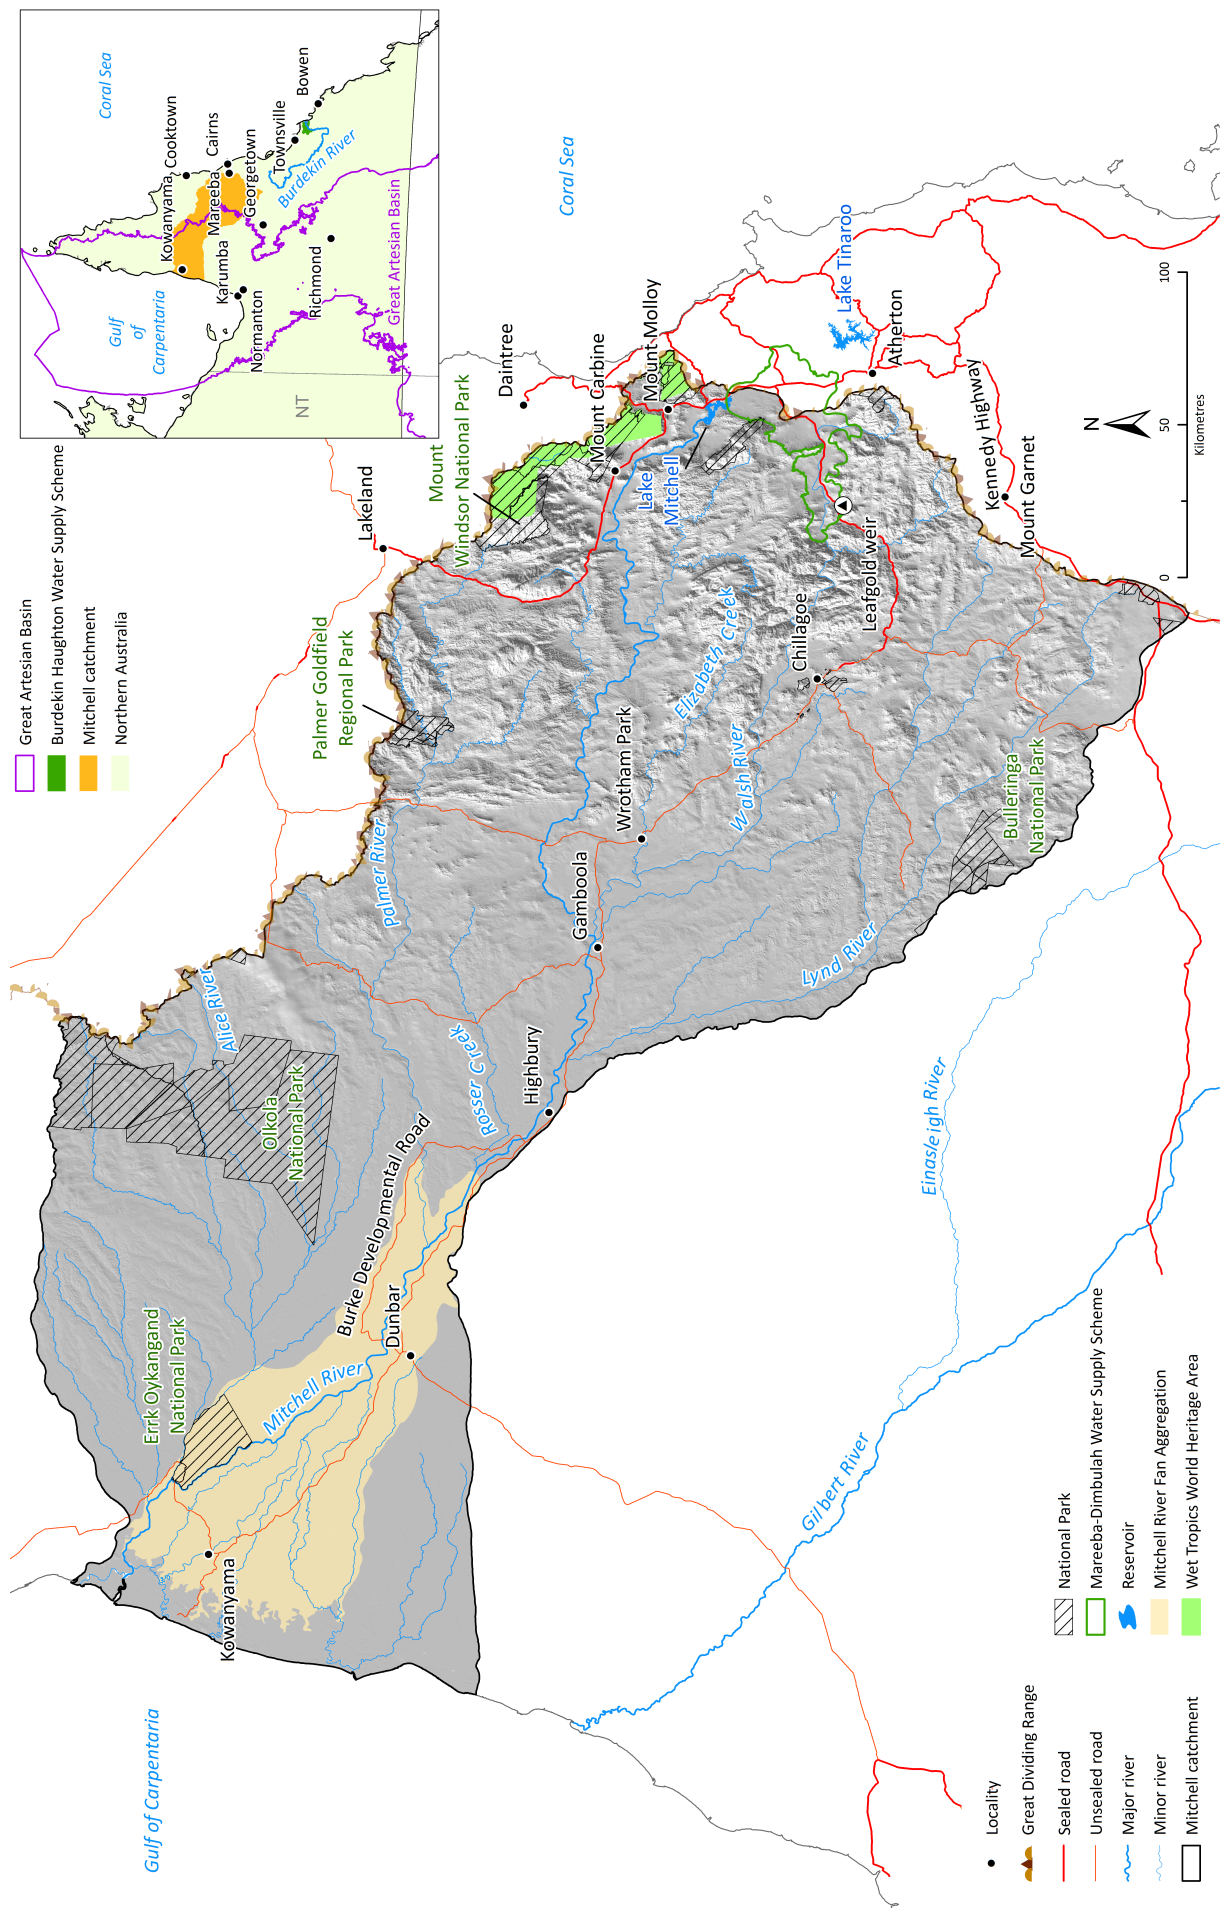 Gulf of Carpentaria
Coral Sea
Kowanyama
Errk Oykangand
National Park
Mitchell River
Dunbar
Burke Developmental Road
Olkola
National Park
Alice River
Rosser Creek
Highbury
Gamboola
Palmer River
Lynd River
Wrotham Park
Walsh River
Elizabeth Creek
Chillagoe
Bulleringa
National Park
Palmer Goldfield
Regional Park
Lakeland
Mount
Windsor National Park
Daintree
Mount Carbine
Mount Molloy
Lake
Mitchell
Leafgold weir
Lake Tinaroo
Atherton
Kennedy Highway
Mount Garnet
Einasleigh River
Gilbert River
N
0
50
100
Kilometres
Locality
Great Dividing Range
Sealed road
Unsealed road
Major river
Minor river
Mitchell catchment
National Park
Mareeba-Dimbulah Water Supply Scheme
Reservoir
Mitchell River Fan Aggregation
Wet Tropics World Heritage Area
Great Artesian Basin
Burdekin Haughton Water Supply Scheme
Mitchell catchment
Northern Australia
Coral Sea
Gulf
of
Carpentaria
Kowanyama
Cooktown
Cairns
Mareeba
Karumba
Normanton
Georgetown
Townsville
Bowen
Burdekin River
Richmond
Great Artesian Basin
NT